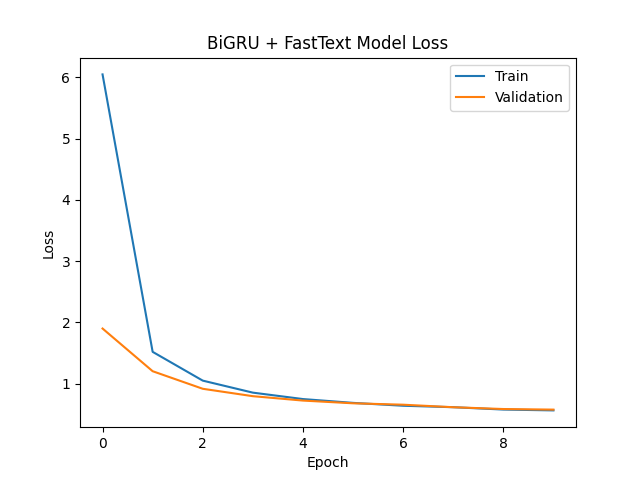 BiGRU + FastText Model Loss
Train
Validation
6
5
4
3
2
1
Loss
0 2 4 6 8
Epoch